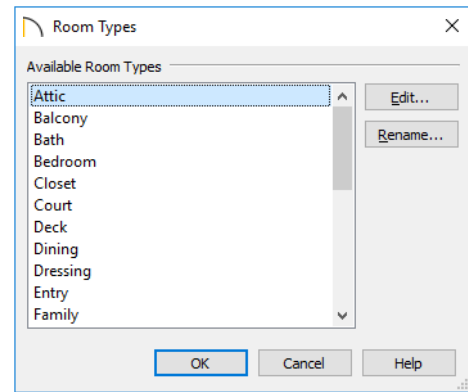 Room Types
Available Room Types
Attic
Balcony
Bath
Bedroom
Closet
Court
Deck
Dining
Dressing
Entry
Family
Edit...
Rename...
OK
Cancel
Help